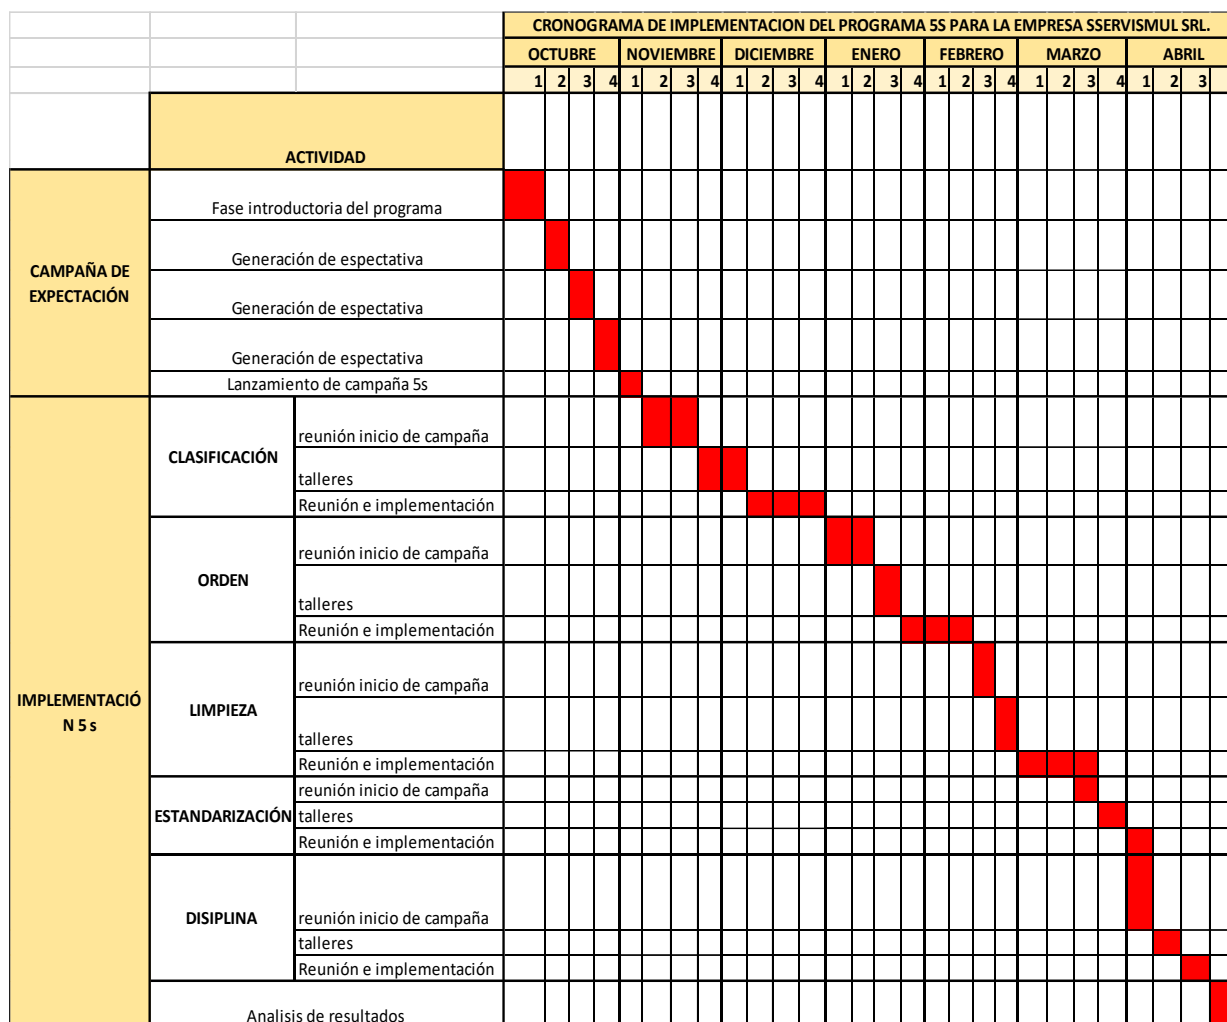 CRONOGRAMA DE IMPLEMENTACION DEL PROGRAMA 5S PARA LA EMPRESA SSERVISMUL SRL.
OCTUBRE NOVIEMBRE DICIEMBRE ENERO FEBRERO MARZO ABRIL
1 2 3 4 1 2 3 4 1 2 3 4 1 2 3 4 1 2 3 4 1 2 3 4 1 2 3
ACTIVIDAD
CAMPAÑA DE
EXPECTACIÓN
Fase introductoria del programa
Generación de espectativa
Generación de espectativa
Generación de espectativa
Lanzamiento de campaña 5s
IMPLEMENTACIÓ
N 5 s
CLASIFICACIÓN
reunión inicio de campaña
talleres
Reunión e implementación
ORDEN
reunión inicio de campaña
talleres
Reunión e implementación
LIMPIEZA
reunión inicio de campaña
talleres
Reunión e implementación
ESTANDARIZACIÓN
reunión inicio de campaña
talleres
Reunión e implementación
DISIPLINA
reunión inicio de campaña
talleres
Reunión e implementación
Analisis de resultados